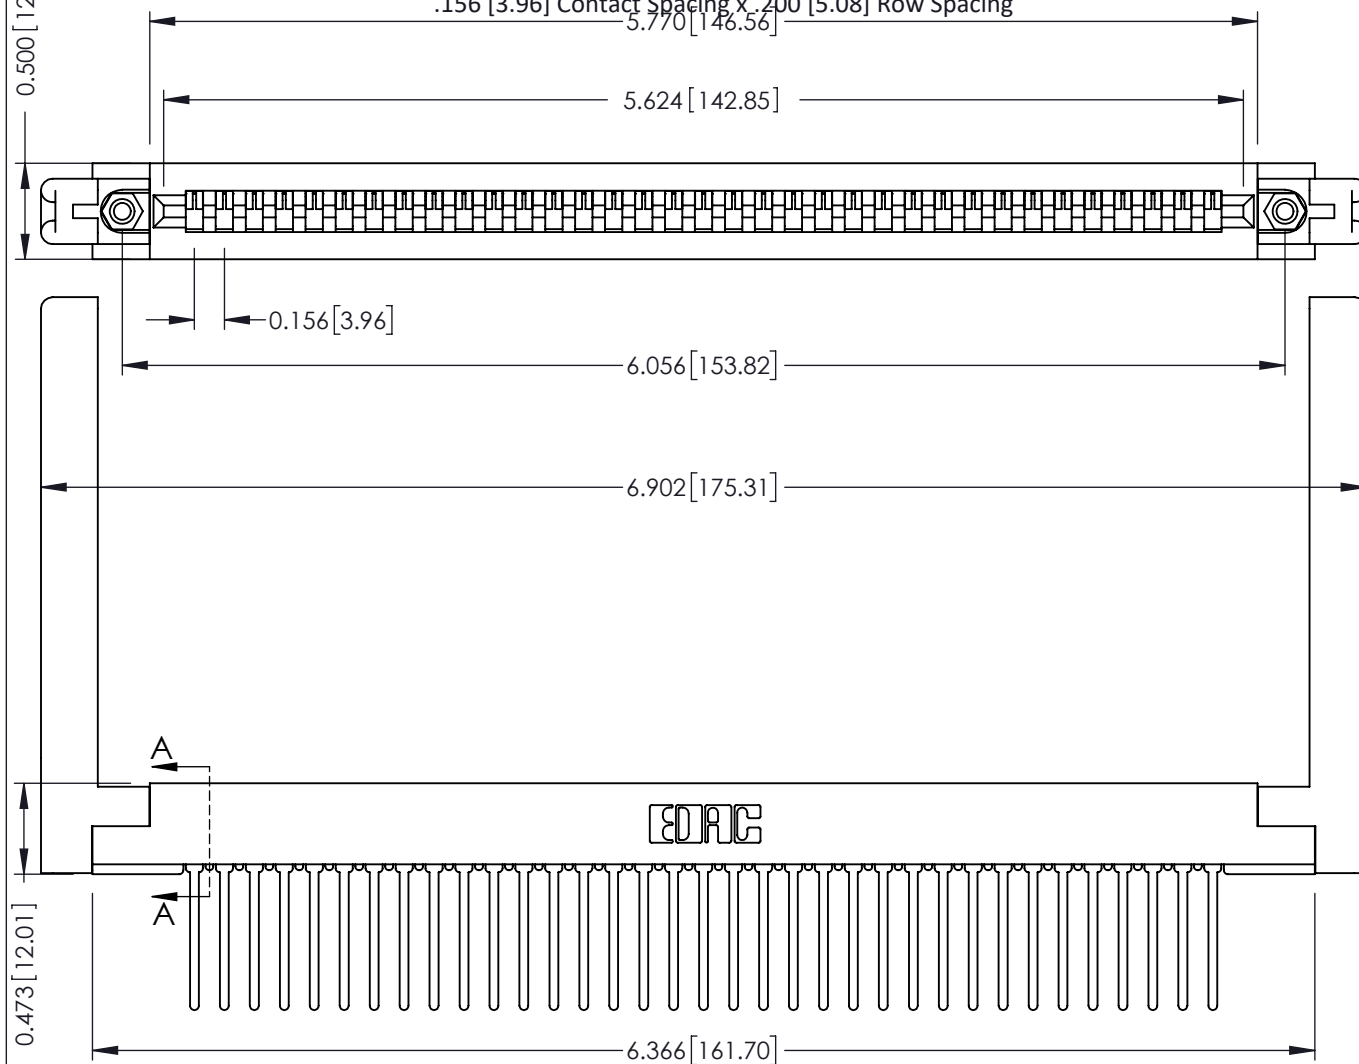 .156 [3.96] Contact Spacing x .200 [5.08] Row Spacing
5.770[146.56]
0.500[12
5.624[142.85]
0.156[3.96]
6.056[153.82]
6.902[175.31]
A
EDAC
A
0.473[12.01]
6.366[161.70]